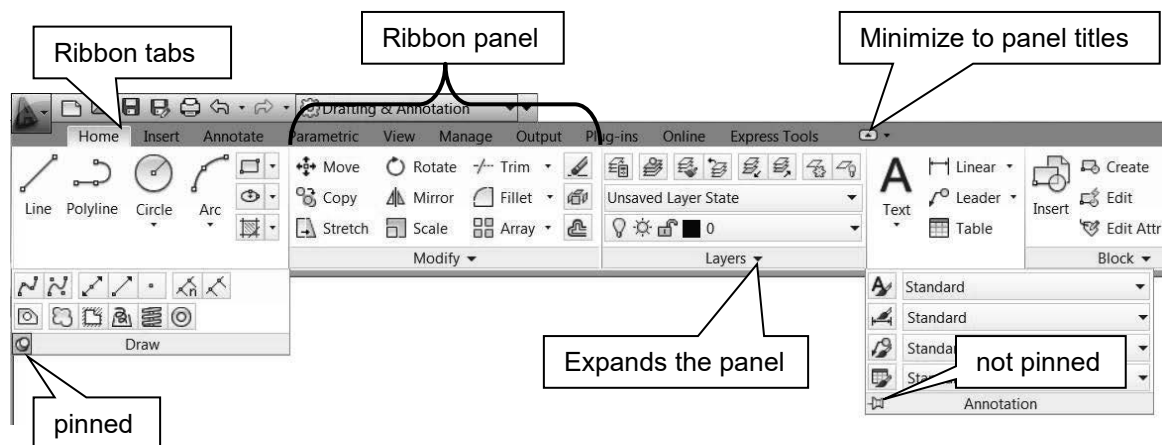 Ribbon tabs
Ribbon panel
Minimize to panel titles
Drafting & Annotation
Home Insert Annotate Parametric View Manage Output Plug-ins Online Express Tools
Line Polyline Circle Arc
Move Rotate Trim
Copy Mirror Fillet
Stretch Scale Array
Modify
Unsaved Layer State
0
Layers
Text
Linear
Leader
Table
Insert
Create
Edit
Edit Attr
Block
Draw
pinned
Expands the panel
Standard
Standard
Standar
not pinned
Annotation